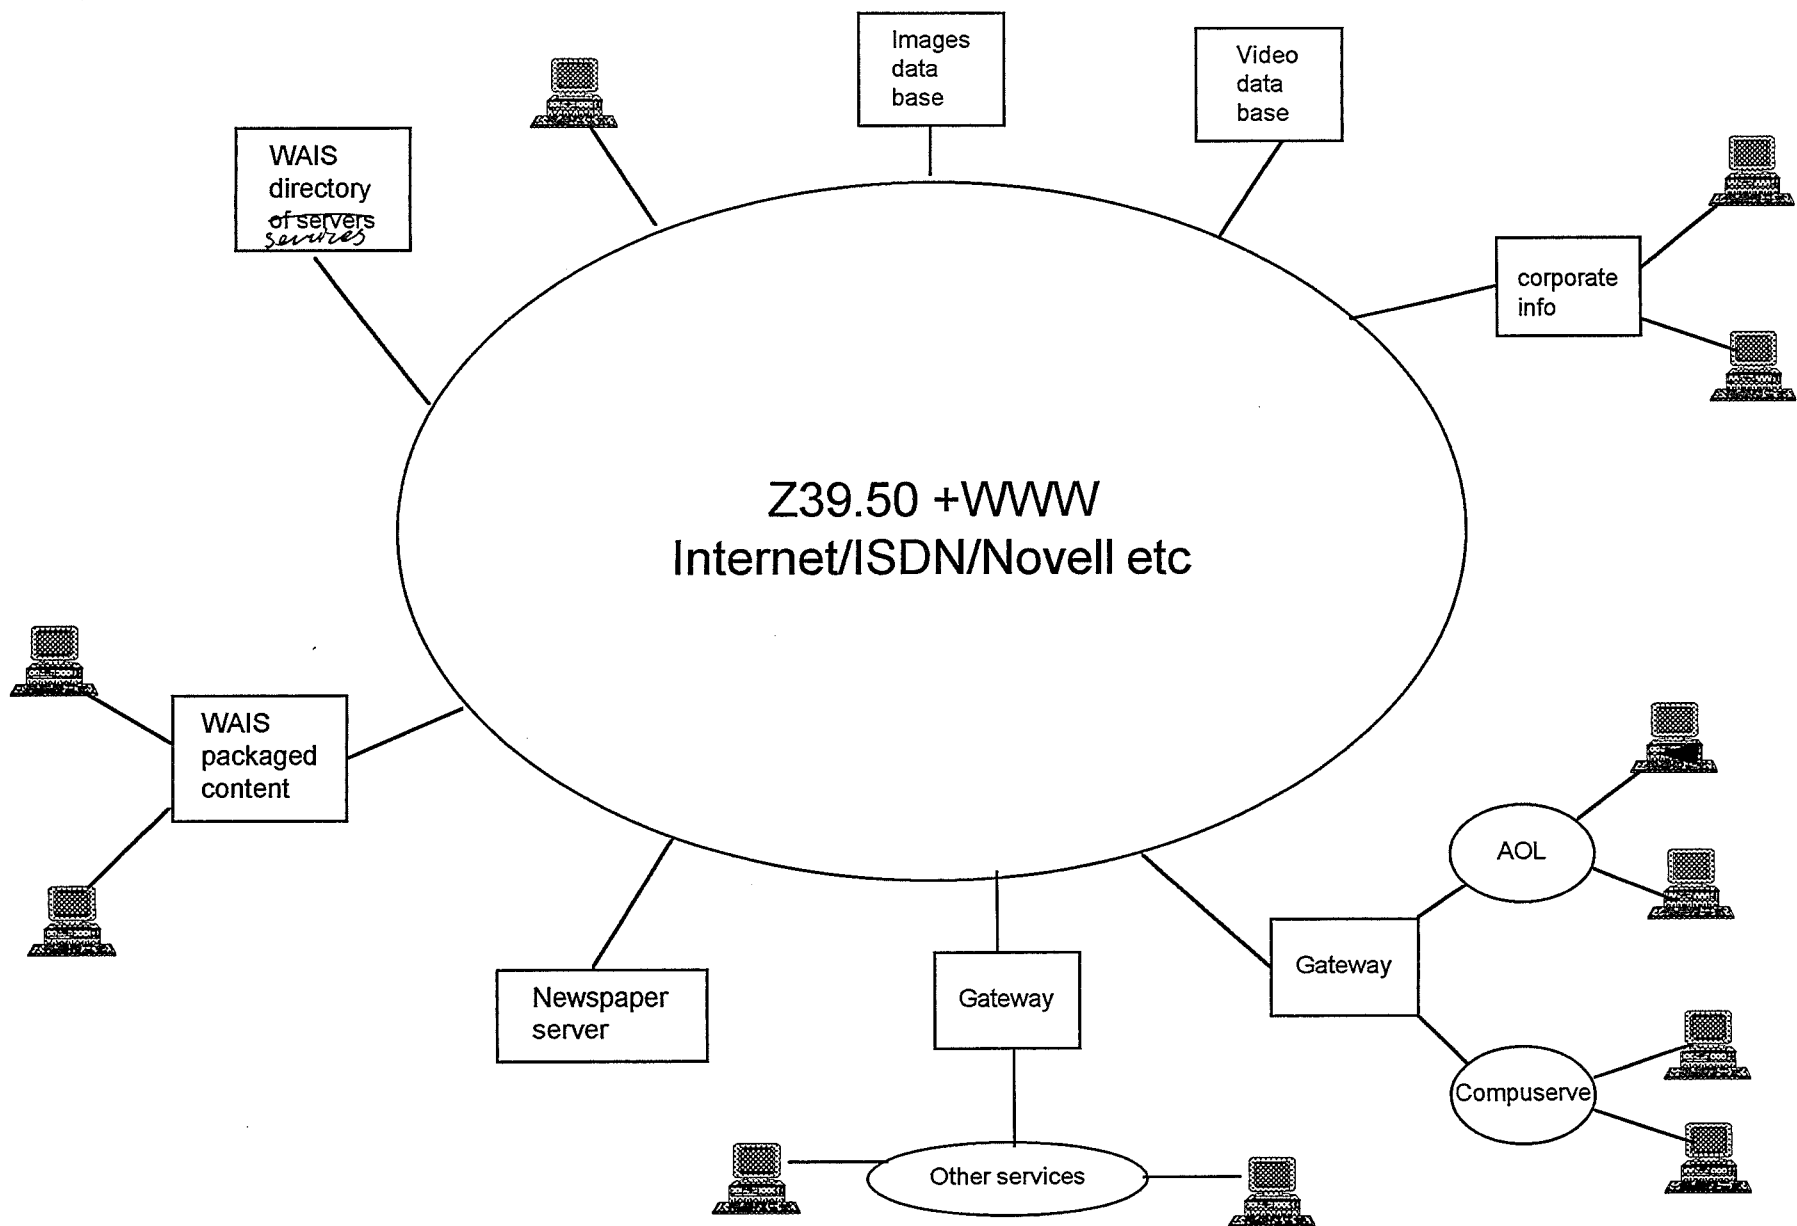 Images
data
base
Video
data
base
WAIS
directory
of servers
services
corporate
info
Z39.50 +WWW
Internet/ISDN/Novell etc
WAIS
packaged
content
AOL
Gateway
Newspaper
server
Gateway
Compuserve
Other services